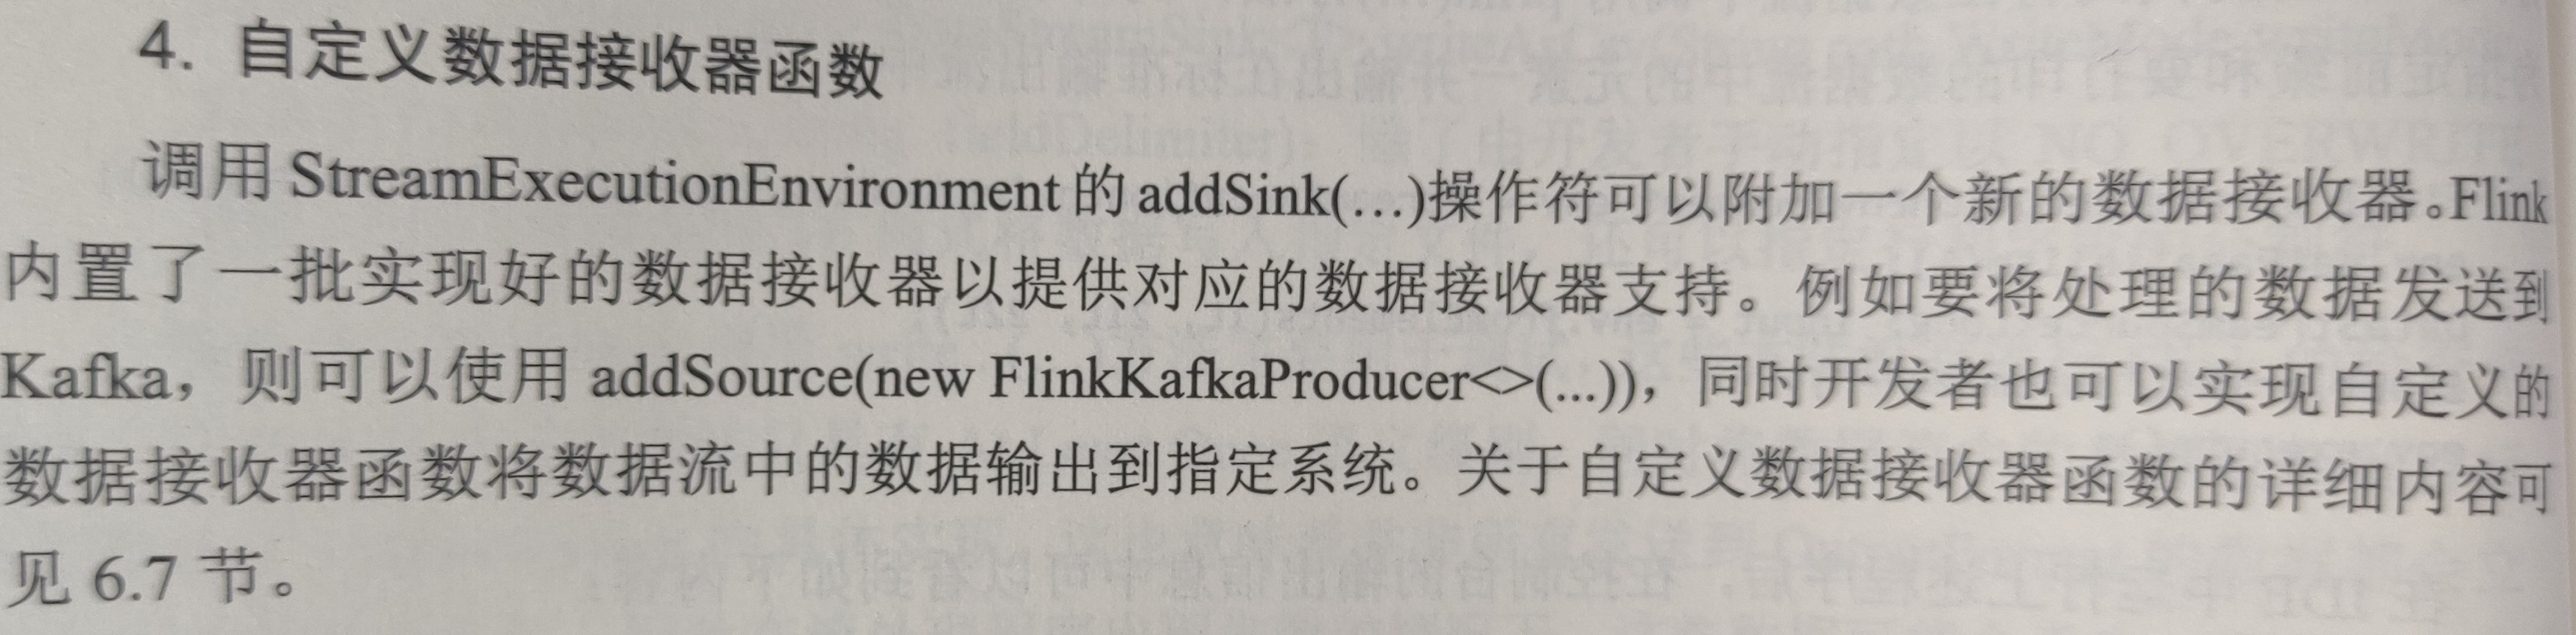 4. 自定义数据接收器函数
调用 StreamExecutionEnvironment 的 addSink(…)操作符可以附加一个新的数据接收器。Flink
内置了一批实现好的数据接收器以提供对应的数据接收器支持。例如要将处理的数据发送到
Kafka，则可以使用 addSource(new FlinkKafkaProducer<>(...))，同时开发者也可以实现自定义的
数据接收器函数将数据流中的数据输出到指定系统。关于自定义数据接收器函数的详细内容可
见 6.7 节。